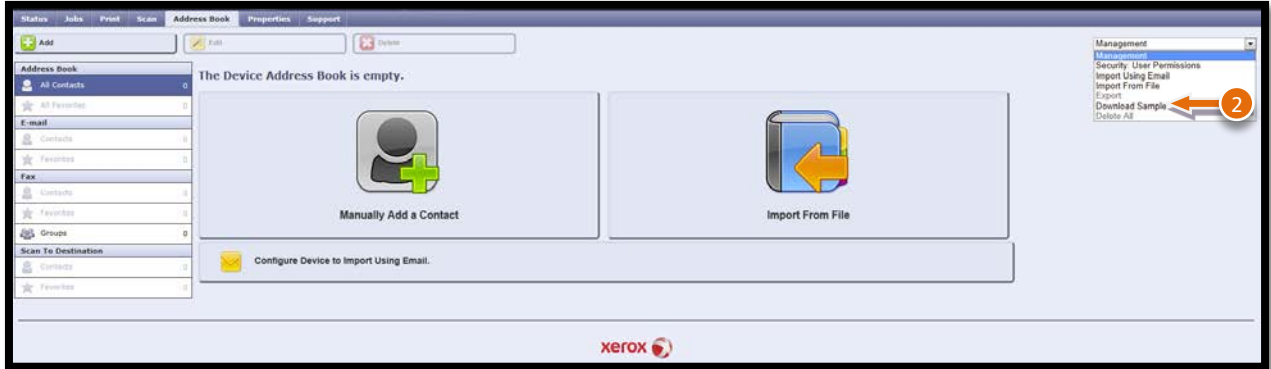 Status Jobs Print Scan Address Book Properties Support
Add Edit Delete
Management
Management
Security: User Permissions
Import Using Email
Import From File
Export
Download Sample
Delete All
2
Address Book
All Contacts 0
All Favorites 0
E-mail
Contacts 0
Favorites 0
Fax
Contacts 0
Favorites 0
Groups 0
Scan To Destination
Contacts 0
Favorites 0
The Device Address Book is empty.
Manually Add a Contact
Import From File
Configure Device to Import Using Email.
xerox